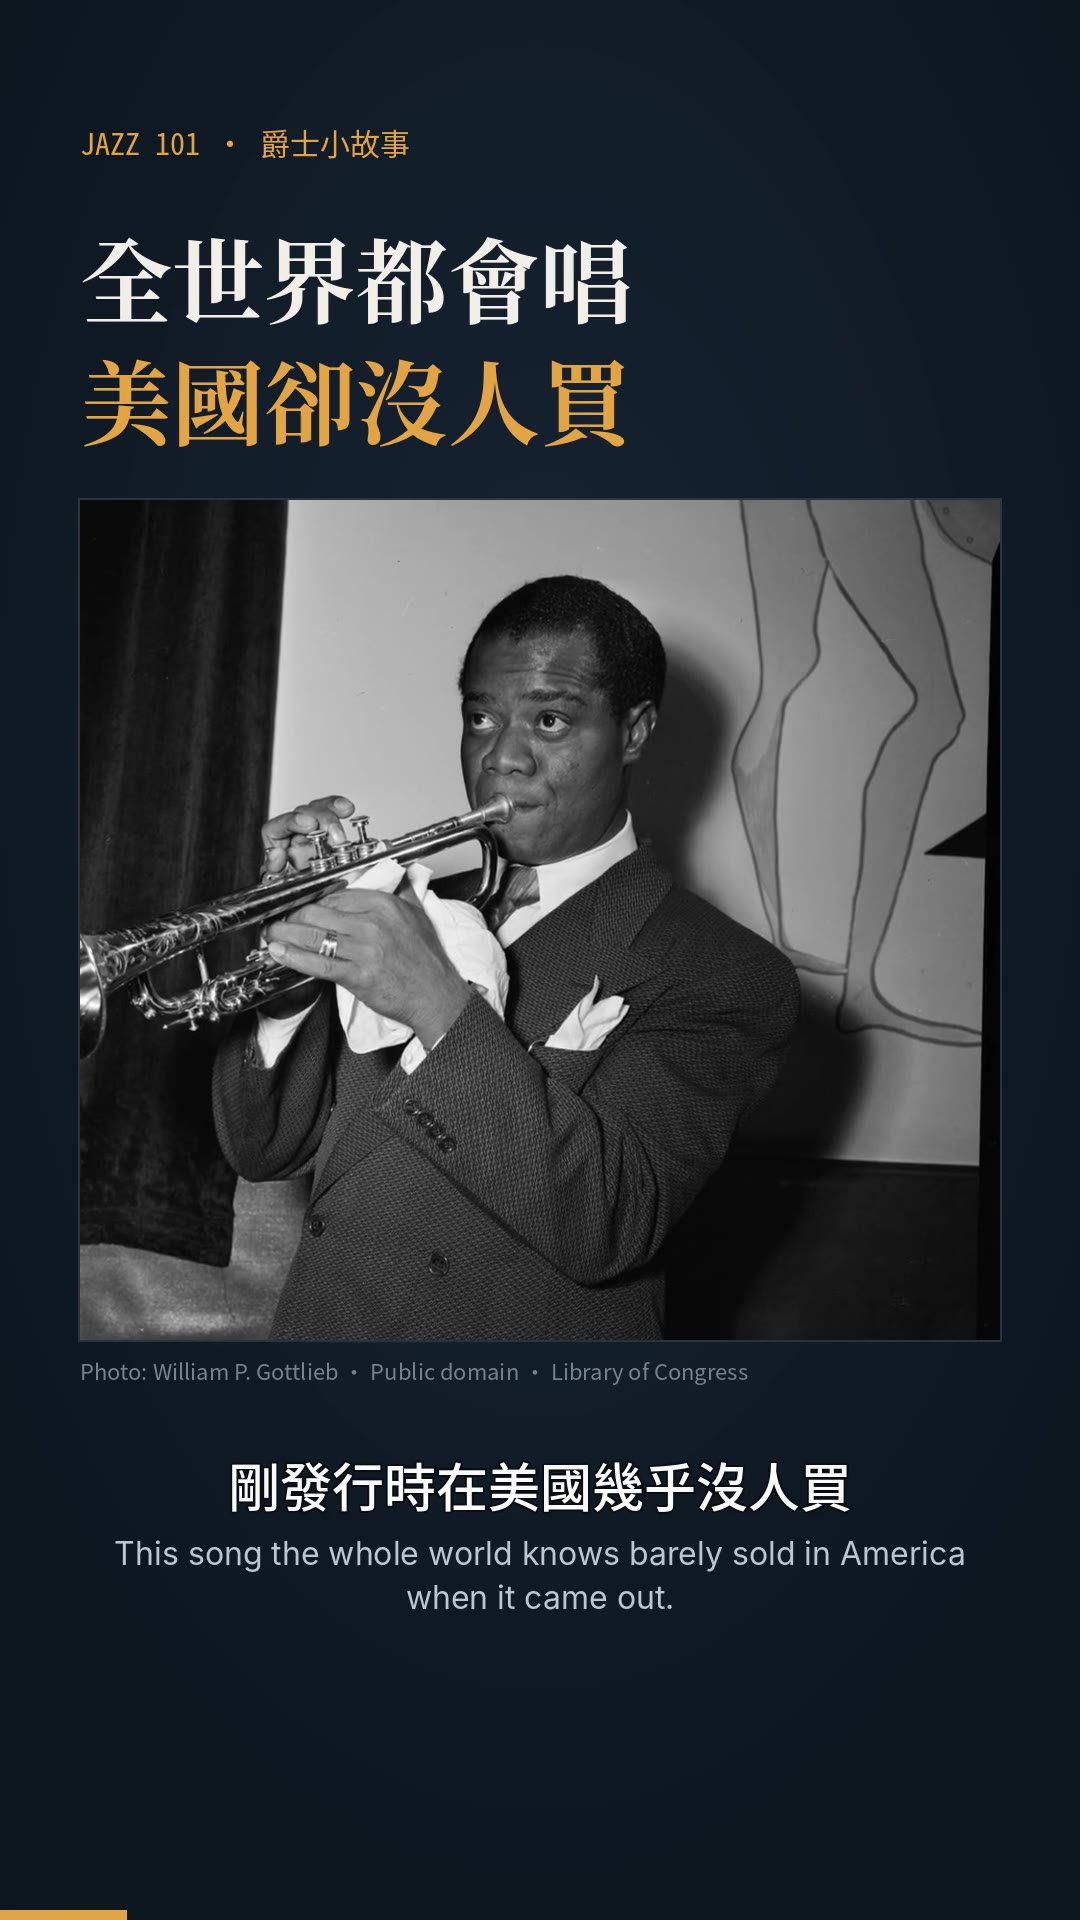 JAZZ 101 • 爵士小故事
全世界都會唱
美國卻沒人買
Photo: William P. Gottlieb • Public domain • Library of Congress
剛發行時在美國幾乎沒人買
This song the whole world knows barely sold in America
when it came out.